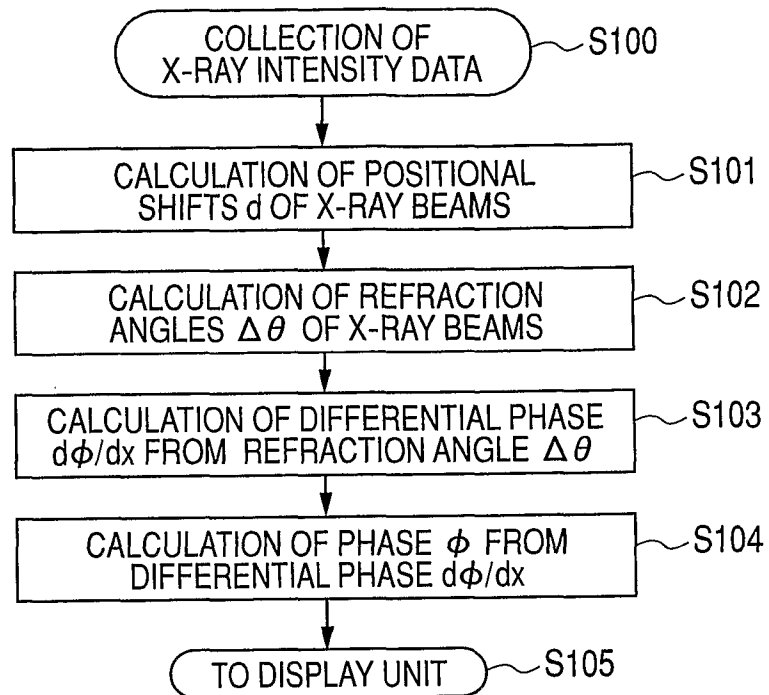 COLLECTION OF
X-RAY INTENSITY DATA
S100
CALCULATION OF POSITIONAL
SHIFTS d OF X-RAY BEAMS
S101
CALCULATION OF REFRACTION
ANGLES Δθ OF X-RAY BEAMS
S102
CALCULATION OF DIFFERENTIAL PHASE
dϕ/dx FROM REFRACTION ANGLE Δθ
S103
CALCULATION OF PHASE ϕ FROM
DIFFERENTIAL PHASE dϕ/dx
S104
TO DISPLAY UNIT
S105